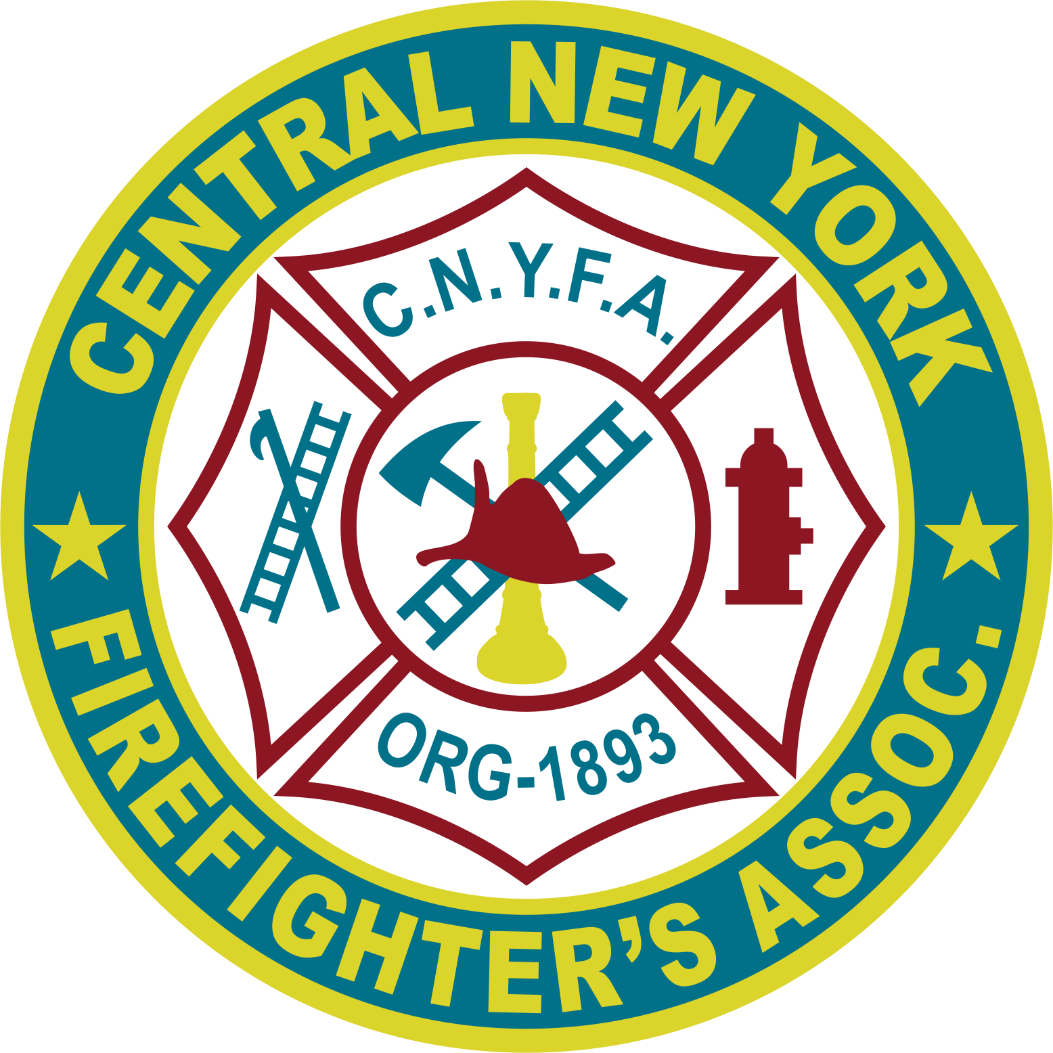 CENTRAL NEW YORK
C.N.Y.F.A.
ORG-1893
FIREFIGHTER’S ASSOC.